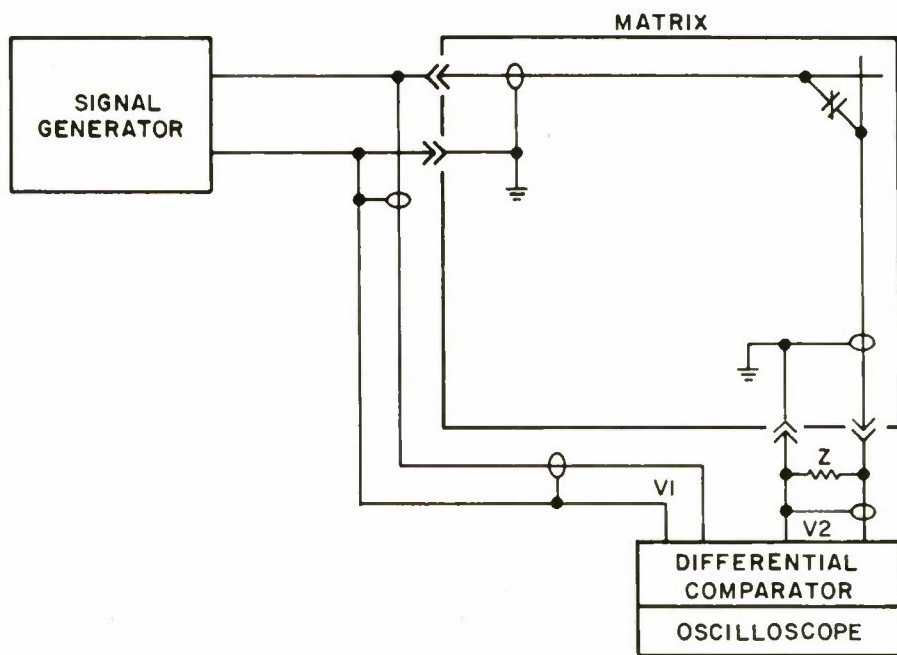 MATRIX
SIGNAL
GENERATOR
Z
V1
V2
DIFFERENTIAL
COMPARATOR
OSCILLOSCOPE